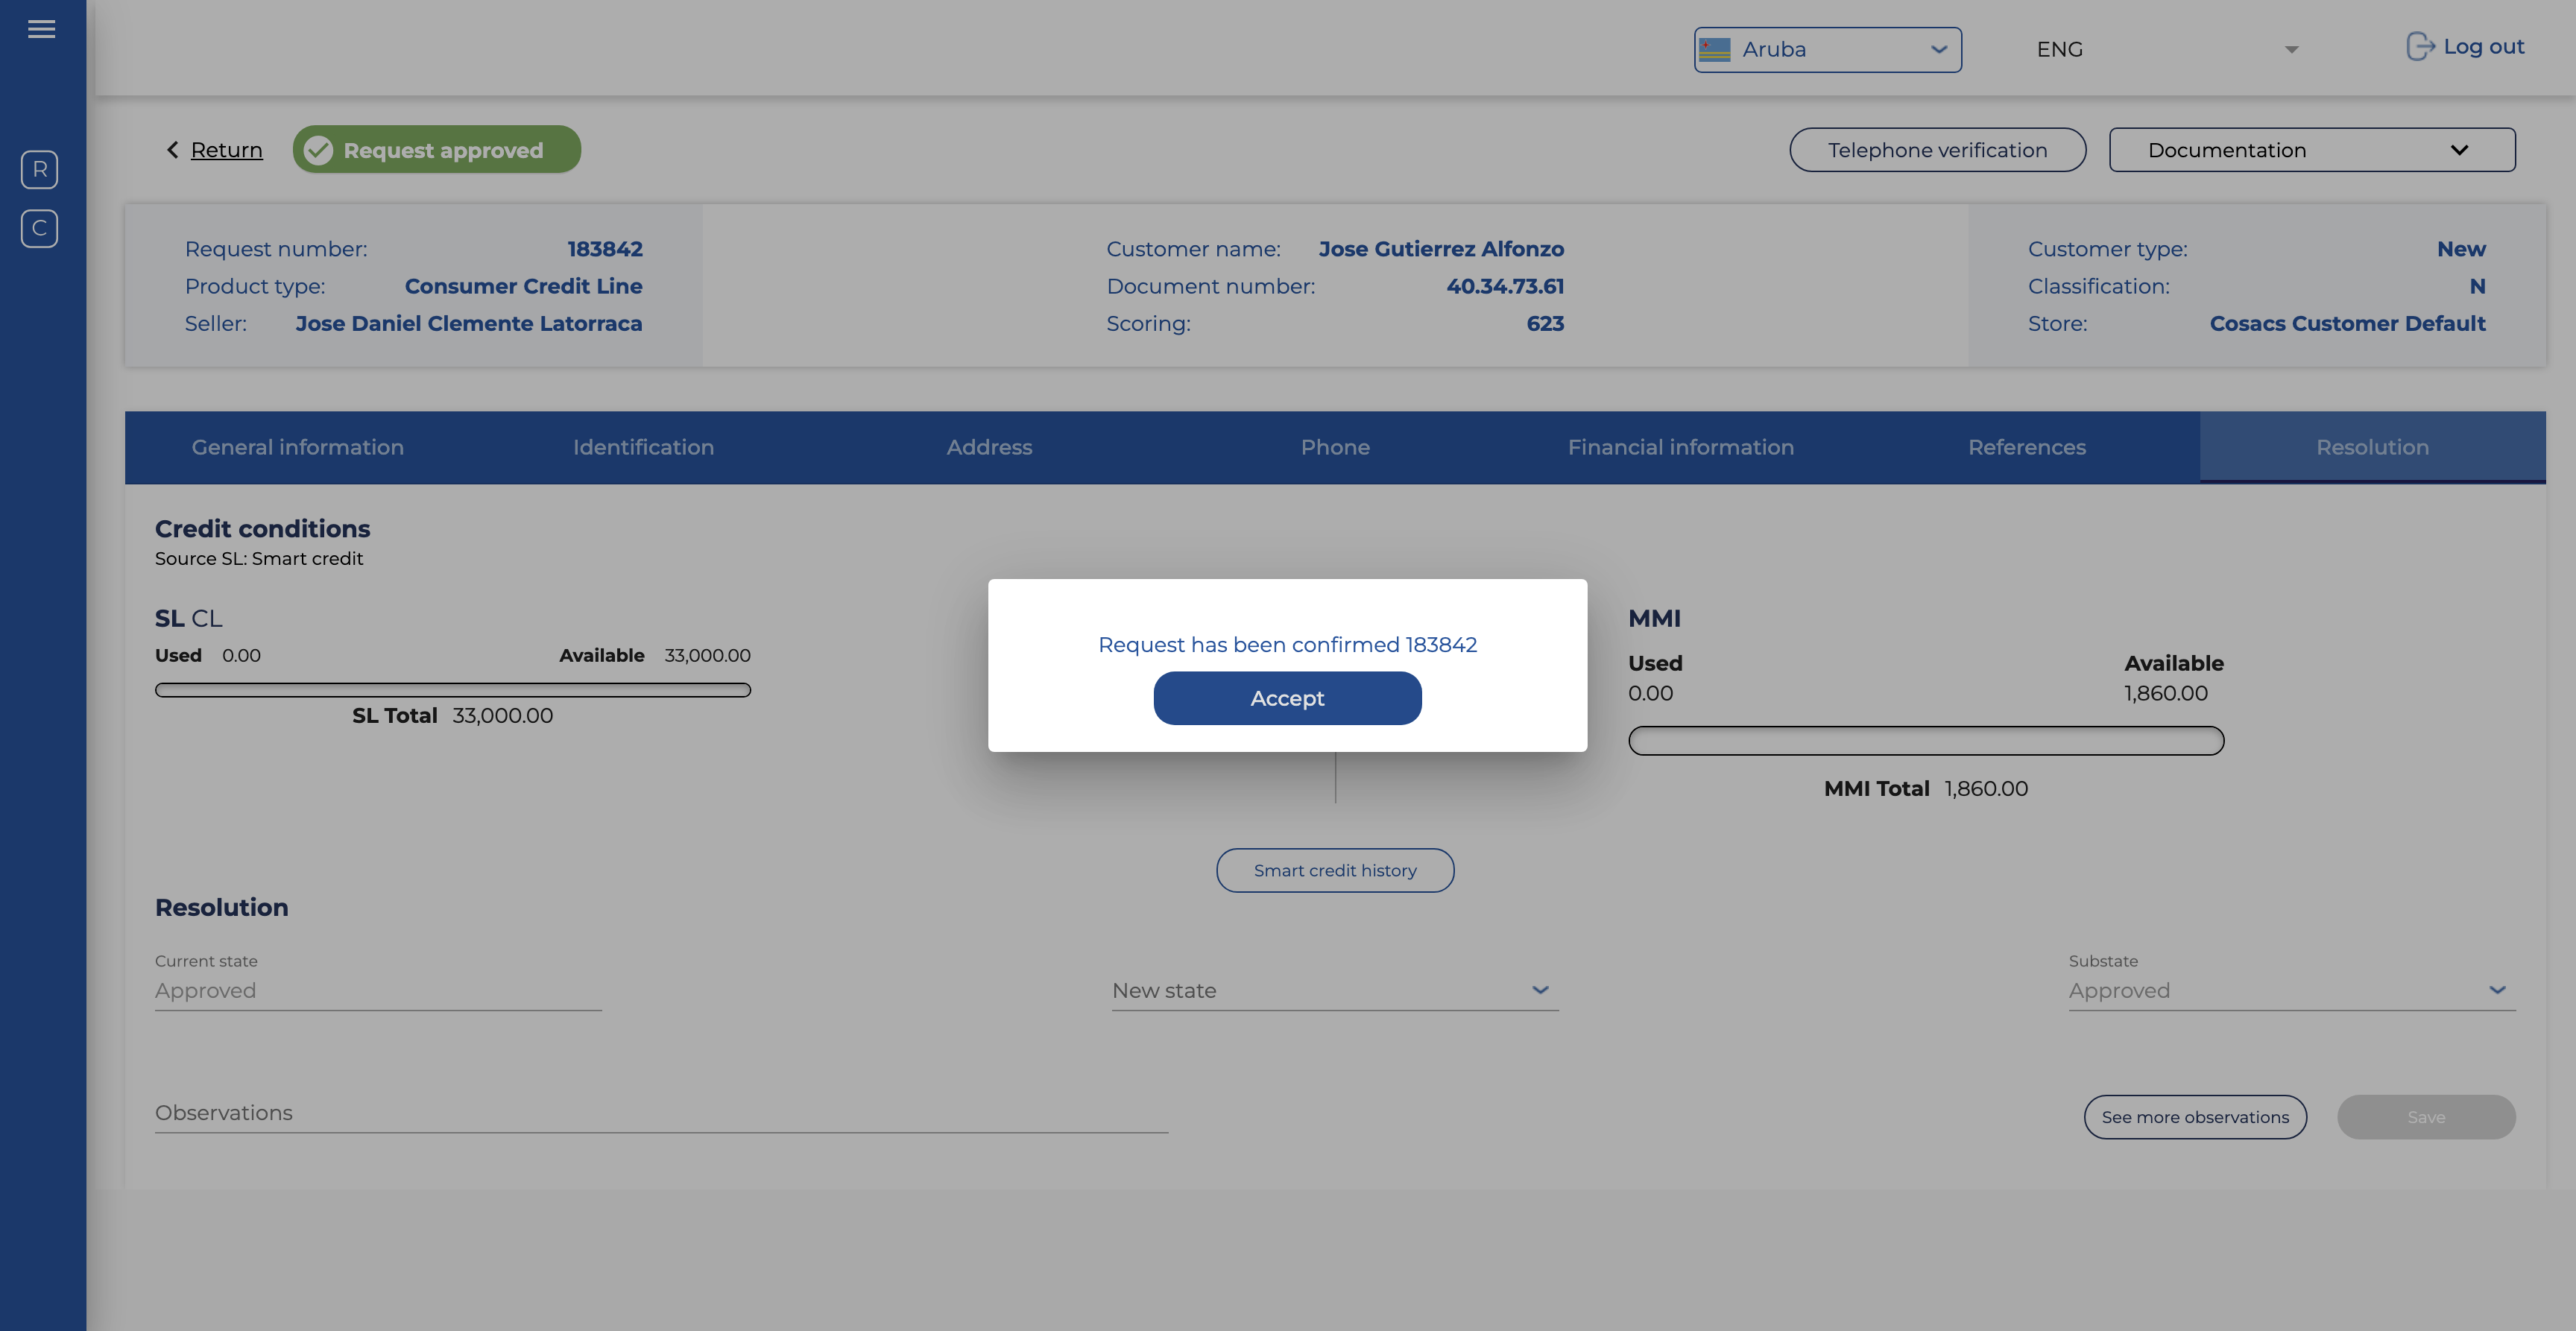 Aruba
ENG
Log out
R
C
Return
Request approved
Telephone verification
Documentation
Request number: 183842
Product type: Consumer Credit Line
Seller: Jose Daniel Clemente Latorraca
Customer name: Jose Gutierrez Alfonzo
Document number: 40.34.73.61
Scoring: 623
Customer type: New
Classification: N
Store: Cosacs Customer Default
General information
Identification
Address
Phone
Financial information
References
Resolution
Credit conditions
Source SL: Smart credit
SL CL
Used 0.00 Available 33,000.00
SL Total 33,000.00
Request has been confirmed 183842
Accept
MMI
Used Available
0.00 1,860.00
MMI Total 1,860.00
Smart credit history
Resolution
Current state
Approved
New state
Substate
Approved
Observations
See more observations
Save